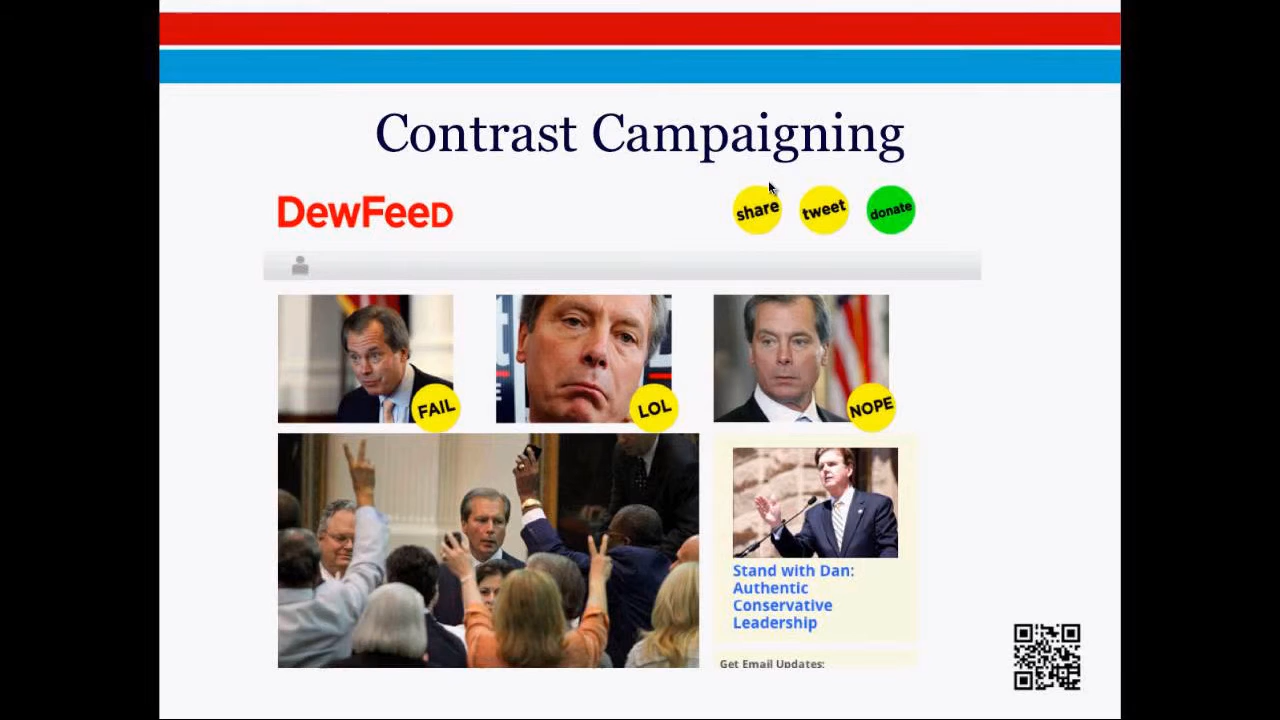 Contrast Campaigning
DewFeeD
share
tweet
donate
FAIL
LOL
NOPE
Stand with Dan:
Authentic
Conservative
Leadership
Get Email Updates: